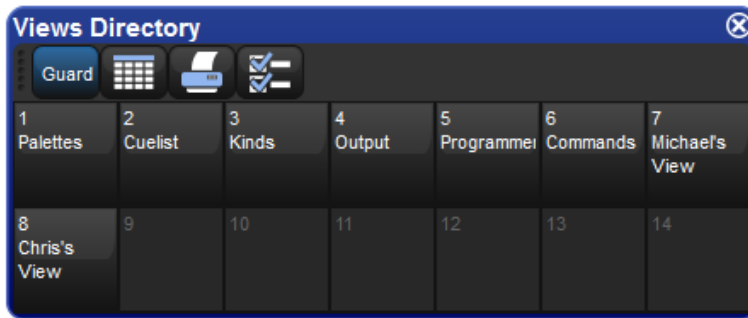 Views Directory
Guard
1 2 3 4 5 6 7
Palettes Cuelist Kinds Output Programmer Commands Michael's
View
8 9 10 11 12 13 14
Chris's
View